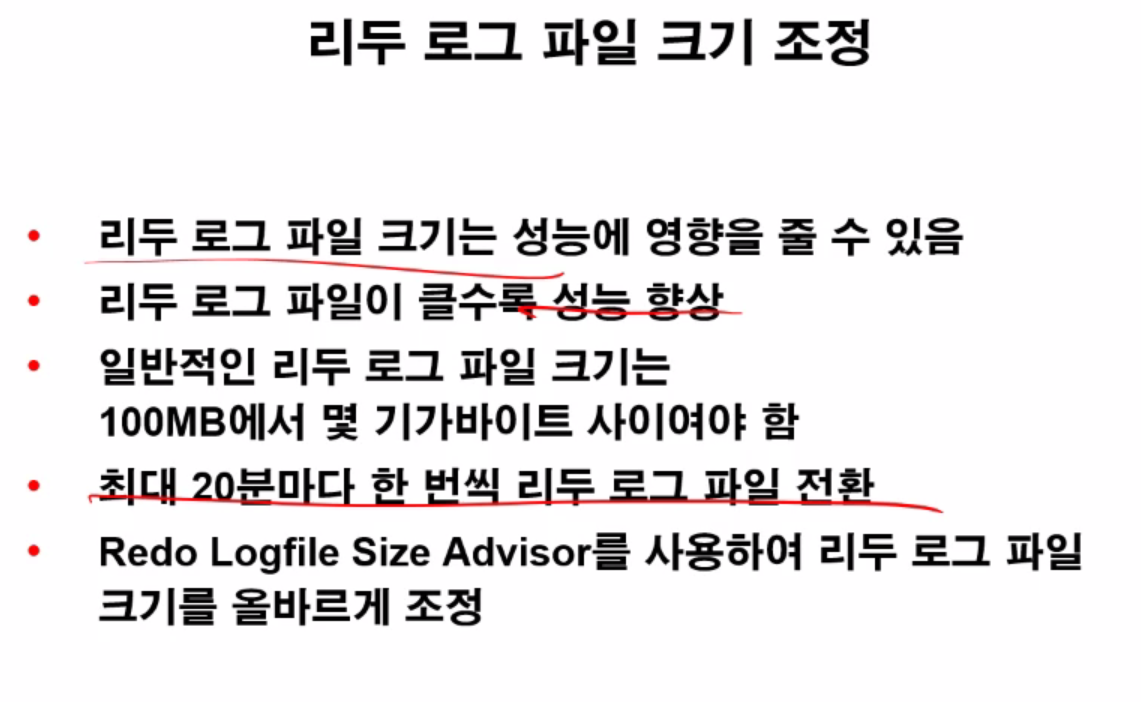 리두 로그 파일 크기 조정
• 리두 로그 파일 크기는 성능에 영향을 줄 수 있음
• 리두 로그 파일이 클수록 성능 향상
• 일반적인 리두 로그 파일 크기는
100MB에서 몇 기가바이트 사이여야 함
• 최대 20분마다 한 번씩 리두 로그 파일 전환
• Redo Logfile Size Advisor를 사용하여 리두 로그 파일
크기를 올바르게 조정